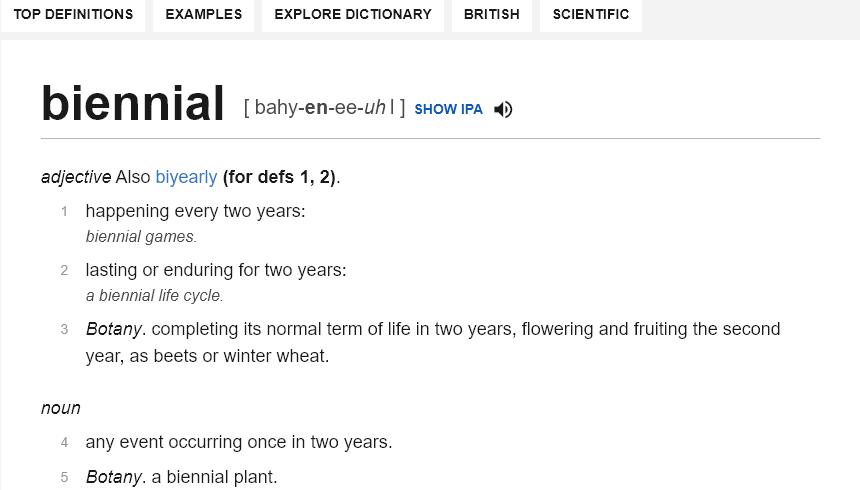 TOP DEFINITIONS EXAMPLES EXPLORE DICTIONARY BRITISH SCIENTIFIC
biennial [ bahy-en-ee-uhl ] SHOW IPA
adjective Also biyearly (for defs 1, 2).
1 happening every two years:
biennial games.
2 lasting or enduring for two years:
a biennial life cycle.
3 Botany. completing its normal term of life in two years, flowering and fruiting the second
year, as beets or winter wheat.
noun
4 any event occurring once in two years.
5 Botany. a biennial plant.